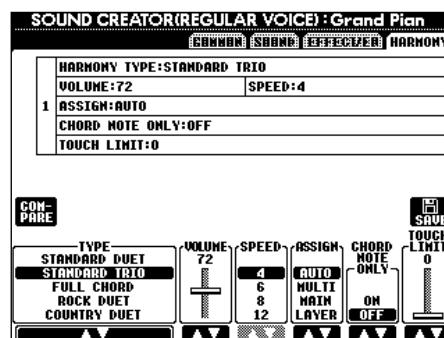 SOUND CREATOR(REGULAR VOICE) : Grand Pian
COMMON SOUND EFFECT/EQ HARMONY
HARMONY TYPE:STANDARD TRIO
VOLUME:72 SPEED:4
1 ASSIGN:AUTO
CHORD NOTE ONLY:OFF
TOUCH LIMIT:0
COM-
PARE
SAVE
TYPE VOLUME SPEED ASSIGN CHORD NOTE ONLY TOUCH LIMIT
STANDARD DUET 72 0
STANDARD TRIO 4 AUTO
FULL CHORD 6 MULTI
ROCK DUET 8 MAIN ON
COUNTRY DUET 12 LAYER OFF